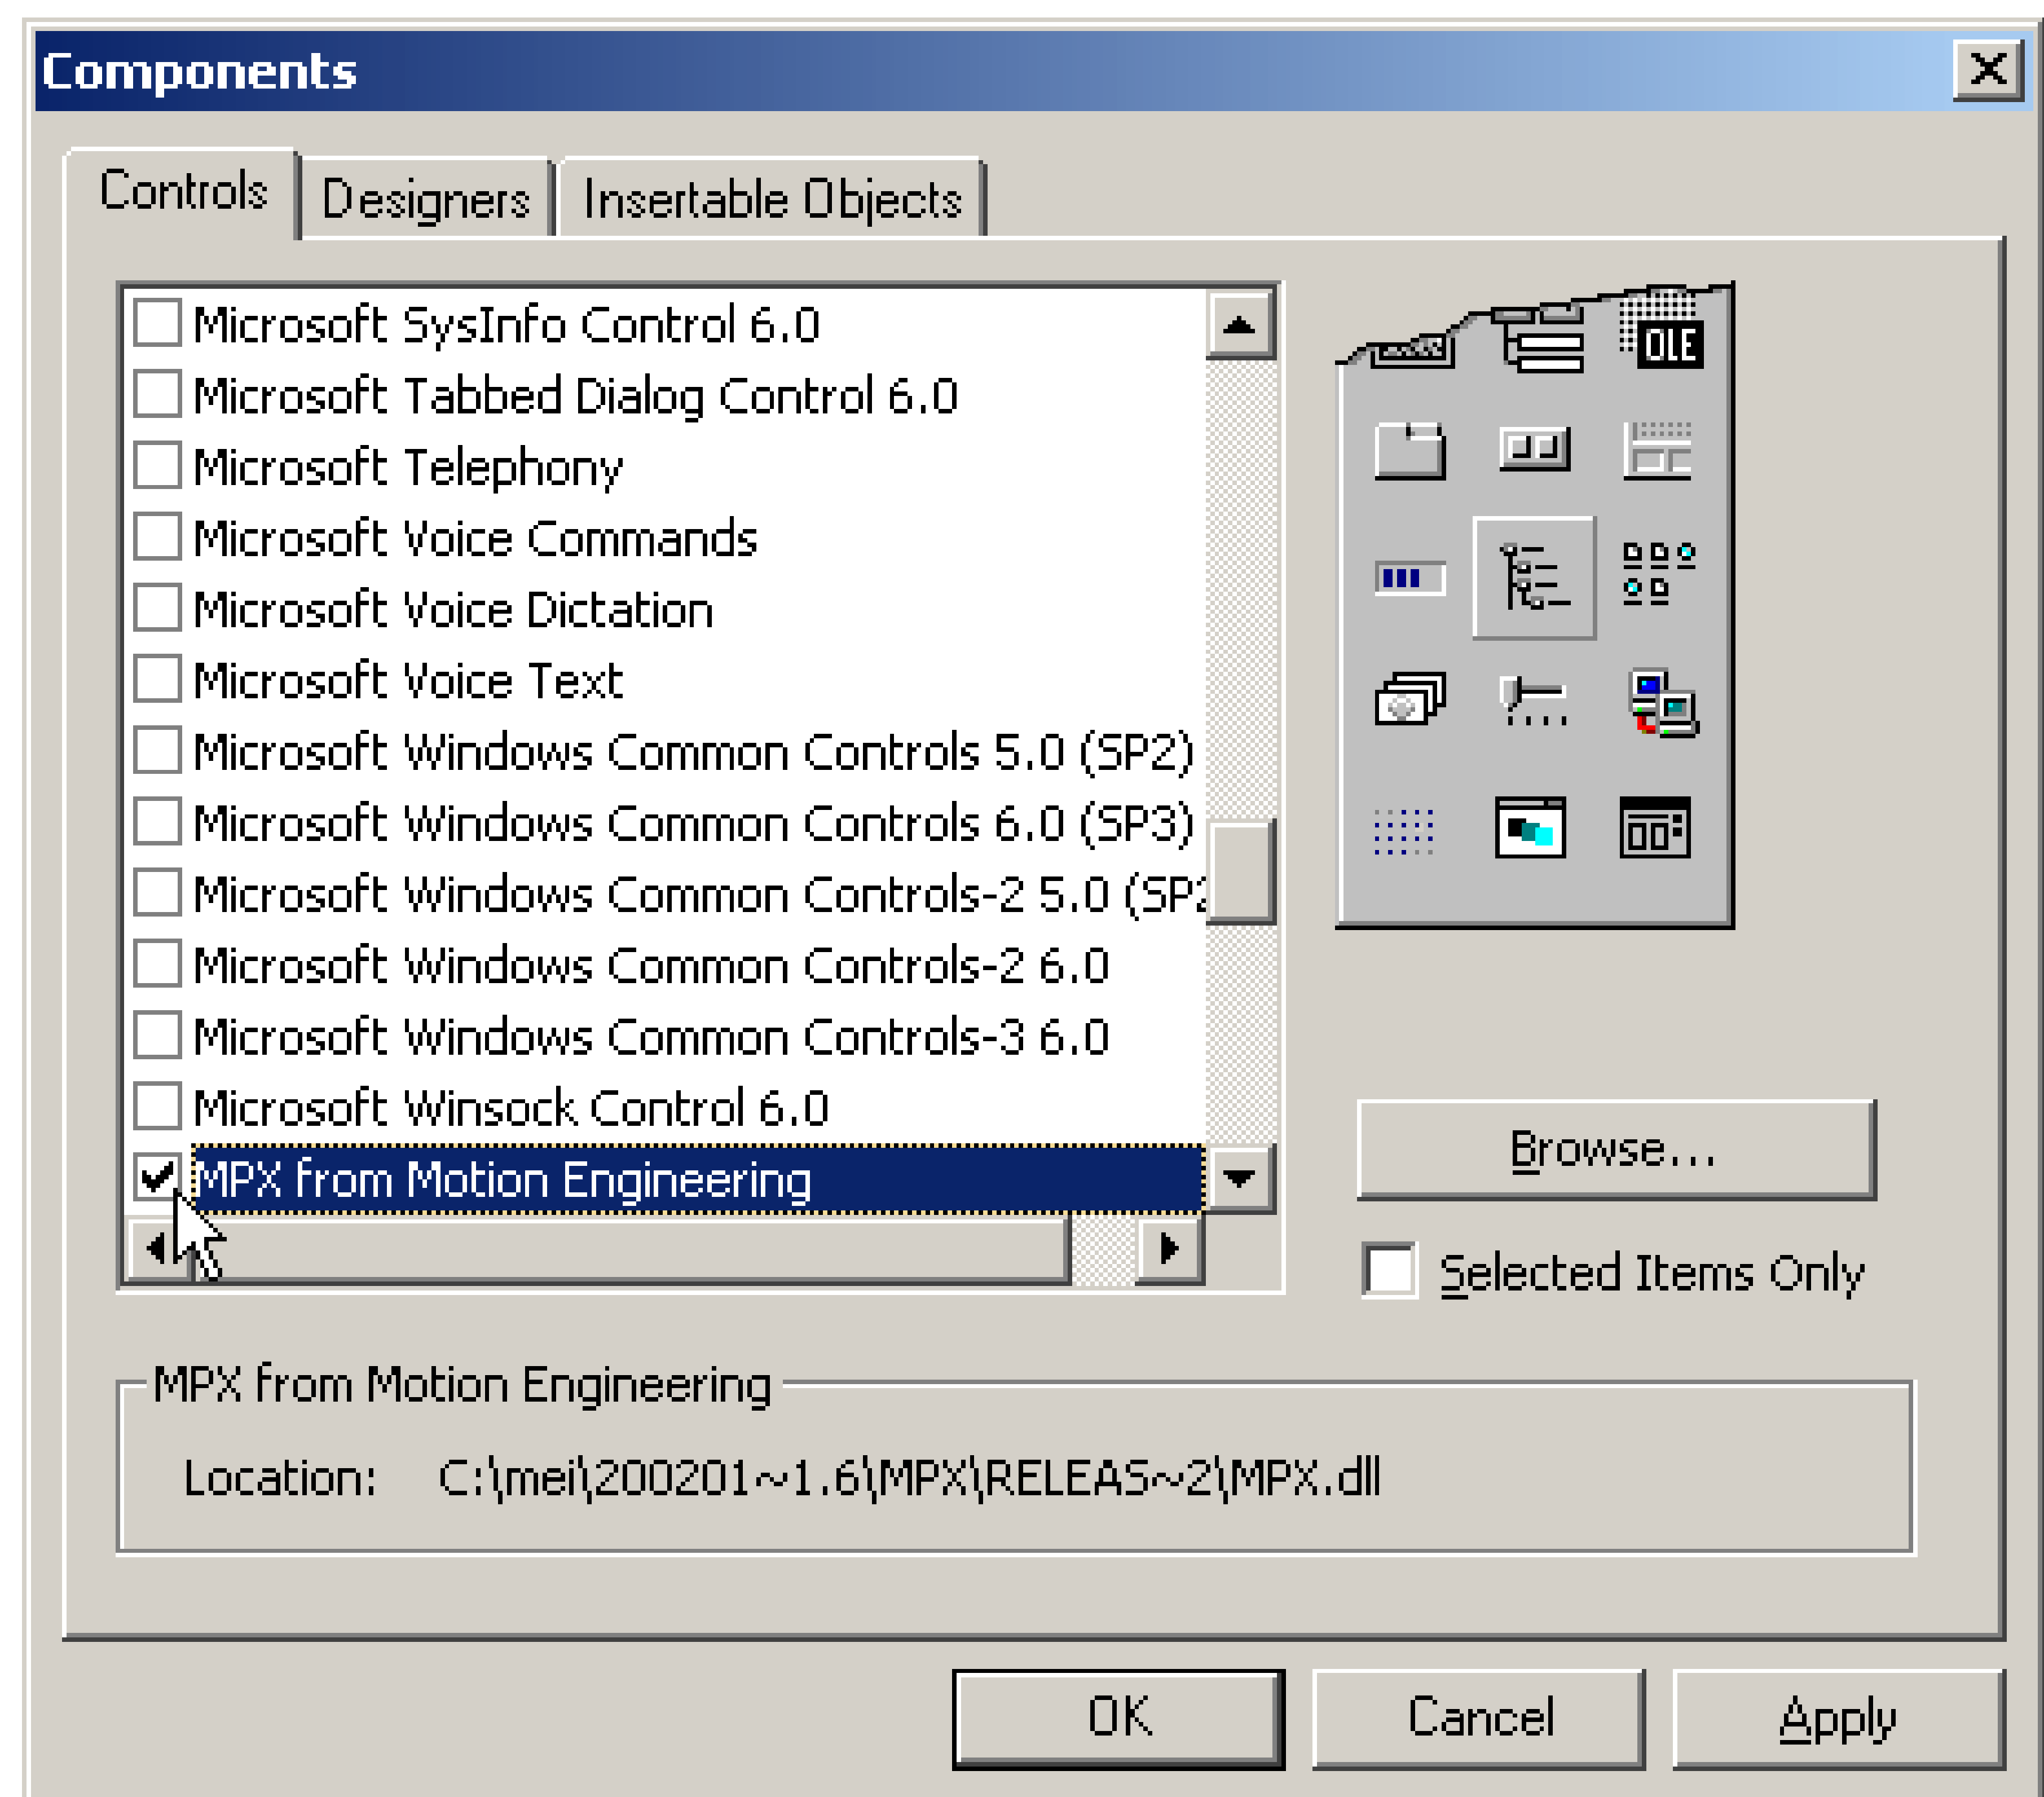 Components
Controls Designers Insertable Objects
Microsoft SysInfo Control 6.0
Microsoft Tabbed Dialog Control 6.0
Microsoft Telephony
Microsoft Voice Commands
Microsoft Voice Dictation
Microsoft Voice Text
Microsoft Windows Common Controls 5.0 (SP2)
Microsoft Windows Common Controls 6.0 (SP3)
Microsoft Windows Common Controls-2 5.0 (SP2
Microsoft Windows Common Controls-2 6.0
Microsoft Windows Common Controls-3 6.0
Microsoft Winsock Control 6.0
MPX from Motion Engineering
OLE
Browse...
Selected Items Only
MPX from Motion Engineering
Location: C:\mei\200201~1.6\MPX\RELEAS~2\MPX.dll
OK Cancel Apply